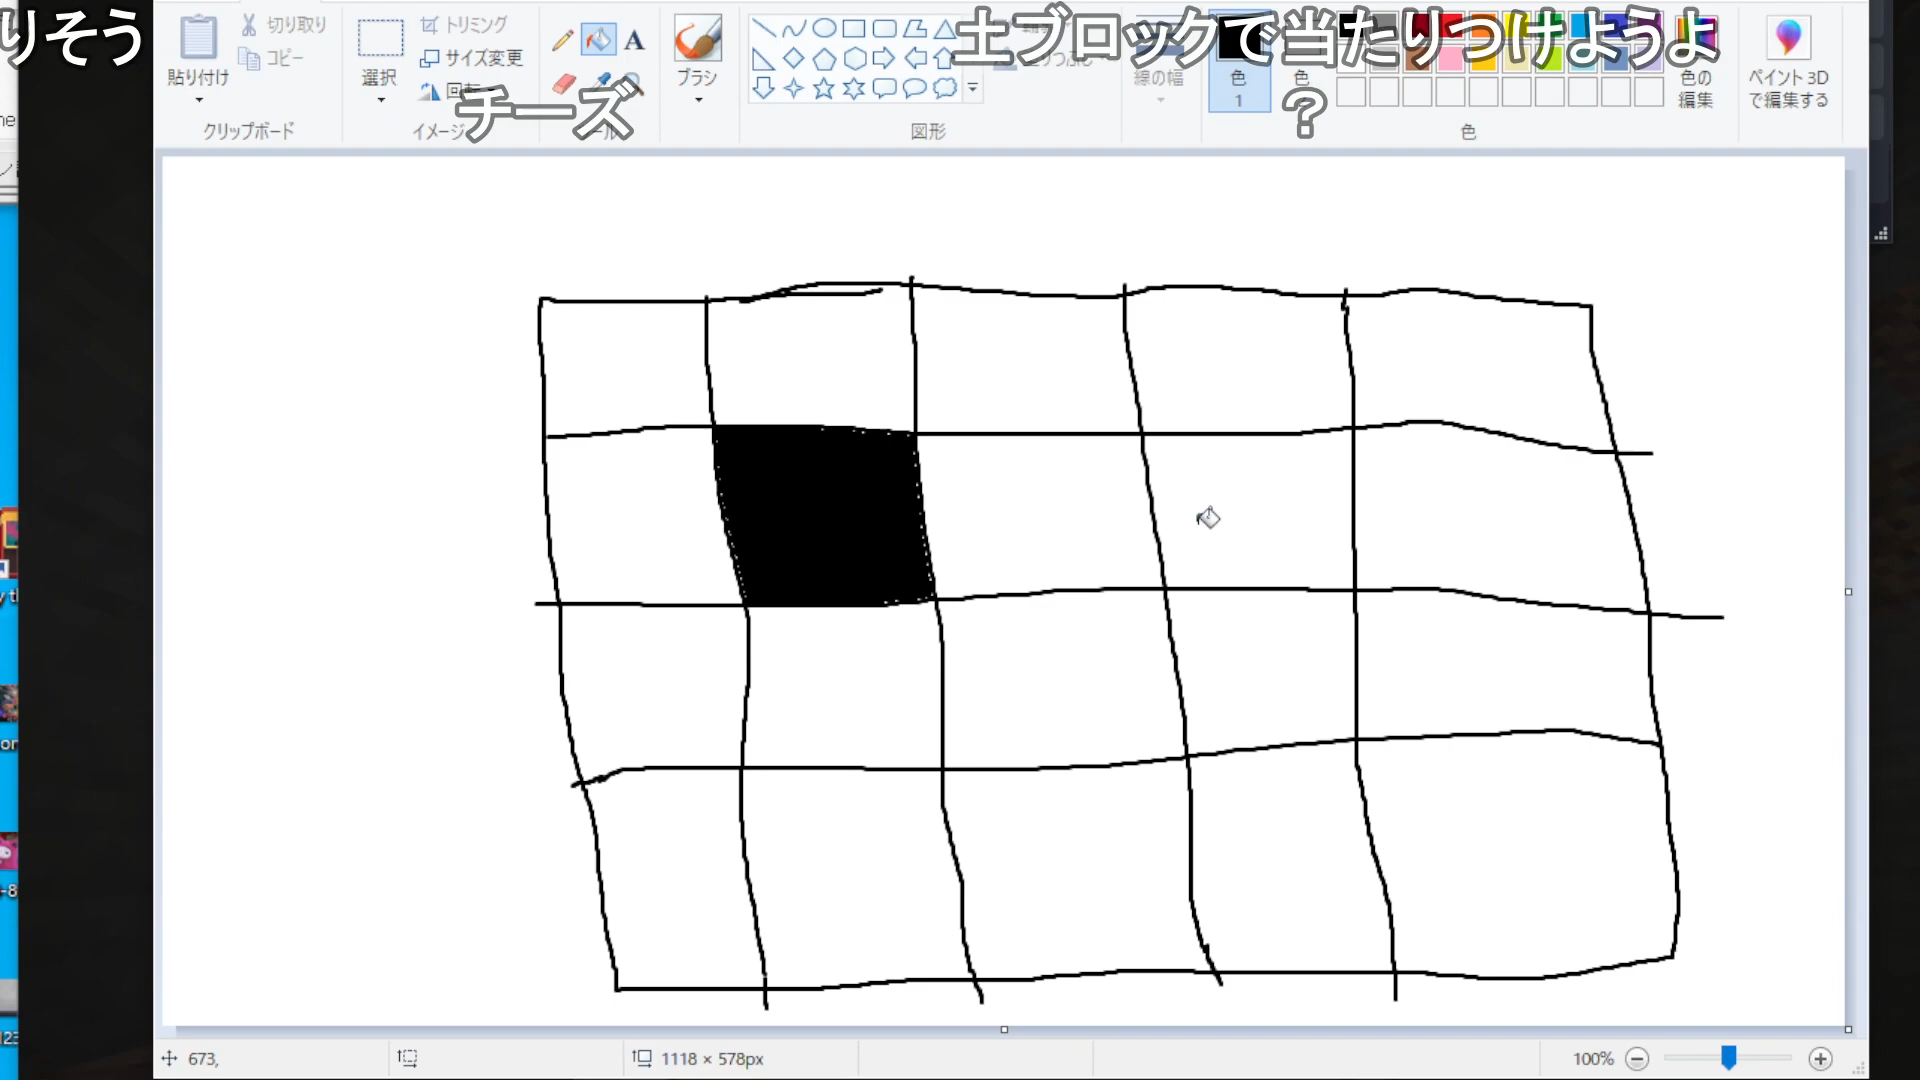 りそう
土ブロックで当たりつけようよ
チーズ
?
貼り付け
切り取り
コピー
クリップボード
選択
トリミング
サイズ変更
回転
イメージ
A
ブラシ
図形
線の幅
色
1
色
色の
編集
色
ペイント 3D
で編集する
673,
1118 × 578px
100%